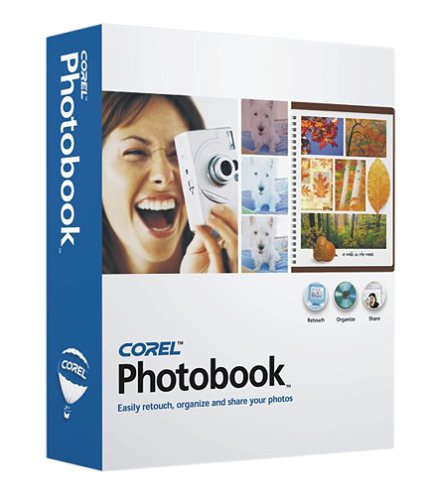 COREL™
Photobook™
COREL
a walk in the woods
Retouch
Organize
Share
COREL™
Photobook™
Easily retouch, organize and share your photos